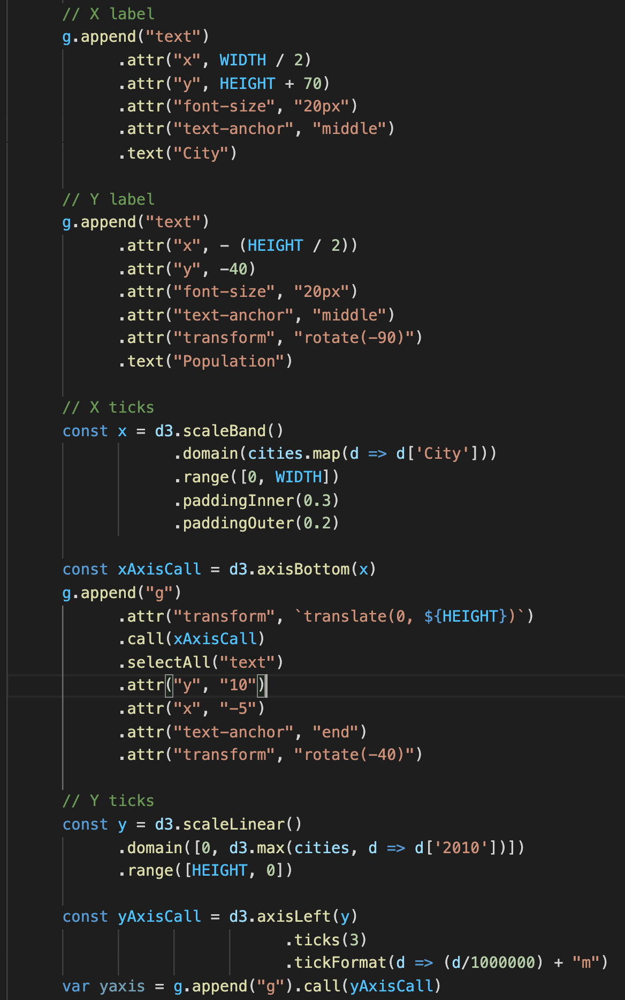 // X label
g.append("text")
.attr("x", WIDTH / 2)
.attr("y", HEIGHT + 70)
.attr("font-size", "20px")
.attr("text-anchor", "middle")
.text("City")
// Y label
g.append("text")
.attr("x", - (HEIGHT / 2))
.attr("y", -40)
.attr("font-size", "20px")
.attr("text-anchor", "middle")
.attr("transform", "rotate(-90)")
.text("Population")
// X ticks
const x = d3.scaleBand()
.domain(cities.map(d => d['City']))
.range([0, WIDTH])
.paddingInner(0.3)
.paddingOuter(0.2)
const xAxisCall = d3.axisBottom(x)
g.append("g")
.attr("transform", `translate(0, ${HEIGHT})`)
.call(xAxisCall)
.selectAll("text")
.attr("y", "10")
.attr("x", "-5")
.attr("text-anchor", "end")
.attr("transform", "rotate(-40)")
// Y ticks
const y = d3.scaleLinear()
.domain([0, d3.max(cities, d => d['2010'])])
.range([HEIGHT, 0])
const yAxisCall = d3.axisLeft(y)
.ticks(3)
.tickFormat(d => (d/1000000) + "m")
var yaxis = g.append("g").call(yAxisCall)